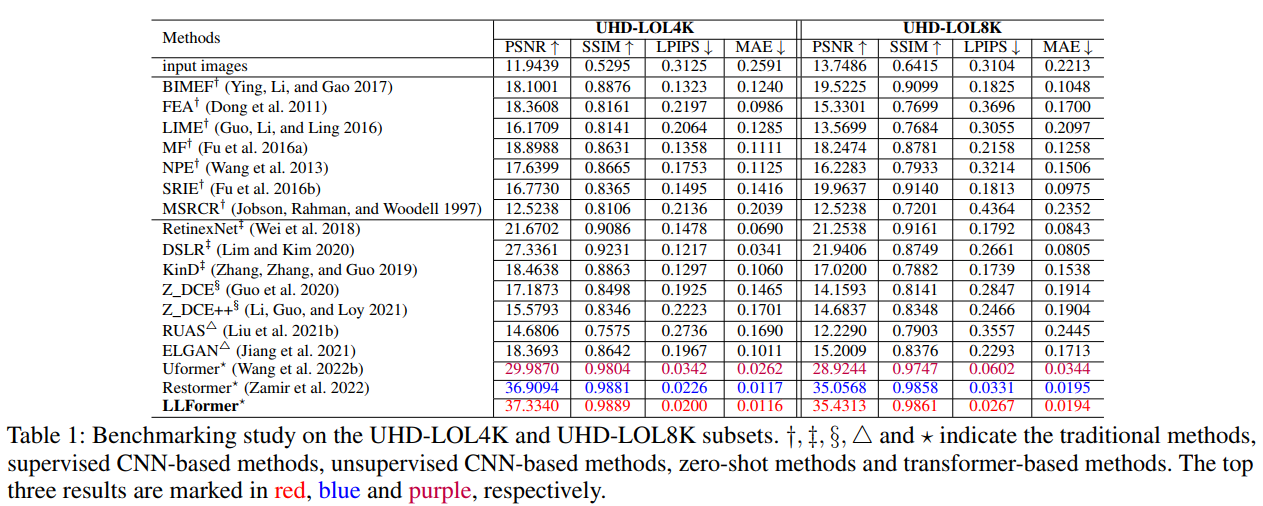 Methods UHD-LOL4K UHD-LOL8K
PSNR ↑ SSIM ↑ LPIPS ↓ MAE ↓ PSNR ↑ SSIM ↑ LPIPS ↓ MAE ↓
input images 11.9439 0.5295 0.3125 0.2591 13.7486 0.6415 0.3104 0.2213
BIMEF† (Ying, Li, and Gao 2017) 18.1001 0.8876 0.1323 0.1240 19.5225 0.9099 0.1825 0.1048
FEA† (Dong et al. 2011) 18.3608 0.8161 0.2197 0.0986 15.3301 0.7699 0.3696 0.1700
LIME† (Guo, Li, and Ling 2016) 16.1709 0.8141 0.2064 0.1285 13.5699 0.7684 0.3055 0.2097
MF† (Fu et al. 2016a) 18.8988 0.8631 0.1358 0.1111 18.2474 0.8781 0.2158 0.1258
NPE† (Wang et al. 2013) 17.6399 0.8665 0.1753 0.1125 16.2283 0.7933 0.3214 0.1506
SRIE† (Fu et al. 2016b) 16.7730 0.8365 0.1495 0.1416 19.9637 0.9140 0.1813 0.0975
MSRCR† (Jobson, Rahman, and Woodell 1997) 12.5238 0.8106 0.2136 0.2039 12.5238 0.7201 0.4364 0.2352
RetinexNet‡ (Wei et al. 2018) 21.6702 0.9086 0.1478 0.0690 21.2538 0.9161 0.1792 0.0843
DSLR‡ (Lim and Kim 2020) 27.3361 0.9231 0.1217 0.0341 21.9406 0.8749 0.2661 0.0805
KinD‡ (Zhang, Zhang, and Guo 2019) 18.4638 0.8863 0.1297 0.1060 17.0200 0.7882 0.1739 0.1538
Z_DCE§ (Guo et al. 2020) 17.1873 0.8498 0.1925 0.1465 14.1593 0.8141 0.2847 0.1914
Z_DCE++§ (Li, Guo, and Loy 2021) 15.5793 0.8346 0.2223 0.1701 14.6837 0.8348 0.2466 0.1904
RUAS△ (Liu et al. 2021b) 14.6806 0.7575 0.2736 0.1690 12.2290 0.7903 0.3557 0.2445
ELGAN△ (Jiang et al. 2021) 18.3693 0.8642 0.1967 0.1011 15.2009 0.8376 0.2293 0.1713
Uformer⋆ (Wang et al. 2022b) 29.9870 0.9804 0.0342 0.0262 28.9244 0.9747 0.0602 0.0344
Restormer⋆ (Zamir et al. 2022) 36.9094 0.9881 0.0226 0.0117 35.0568 0.9858 0.0331 0.0195
LLFormer⋆ 37.3340 0.9889 0.0200 0.0116 35.4313 0.9861 0.0267 0.0194
Table 1: Benchmarking study on the UHD-LOL4K and UHD-LOL8K subsets. †, ‡, §, △ and ⋆ indicate the traditional methods,
supervised CNN-based methods, unsupervised CNN-based methods, zero-shot methods and transformer-based methods. The top
three results are marked in red, blue and purple, respectively.